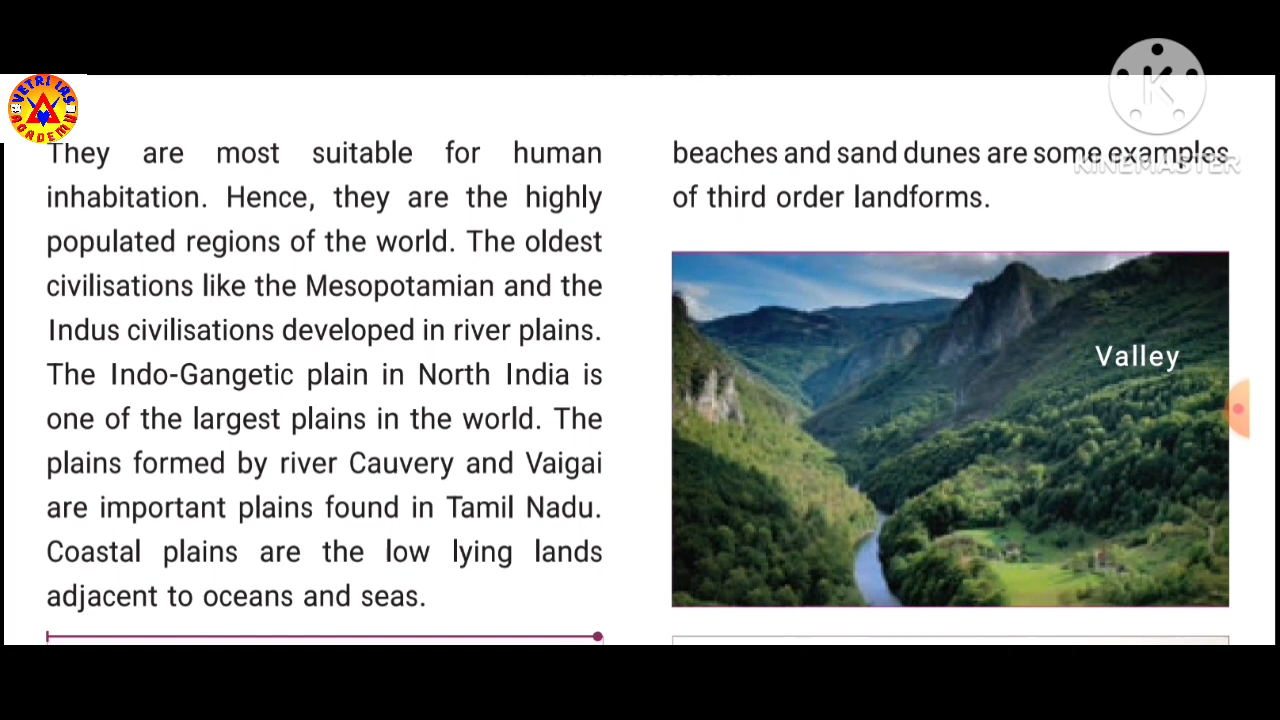 VETRI IAS
ACADEMY
They are most suitable for human
inhabitation. Hence, they are the highly
populated regions of the world. The oldest
civilisations like the Mesopotamian and the
Indus civilisations developed in river plains.
The Indo-Gangetic plain in North India is
one of the largest plains in the world. The
plains formed by river Cauvery and Vaigai
are important plains found in Tamil Nadu.
Coastal plains are the low lying lands
adjacent to oceans and seas.
beaches and sand dunes are some examples
of third order landforms.
Valley
K
KINEMASTER